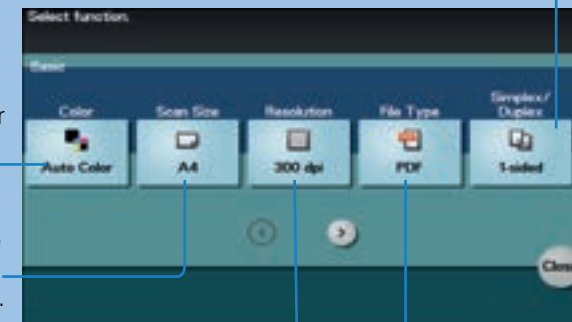 Select function.
Basic
Color Scan Size Resolution File Type Simplex/
Duplex
Auto Color A4 300 dpi PDF 1-sided